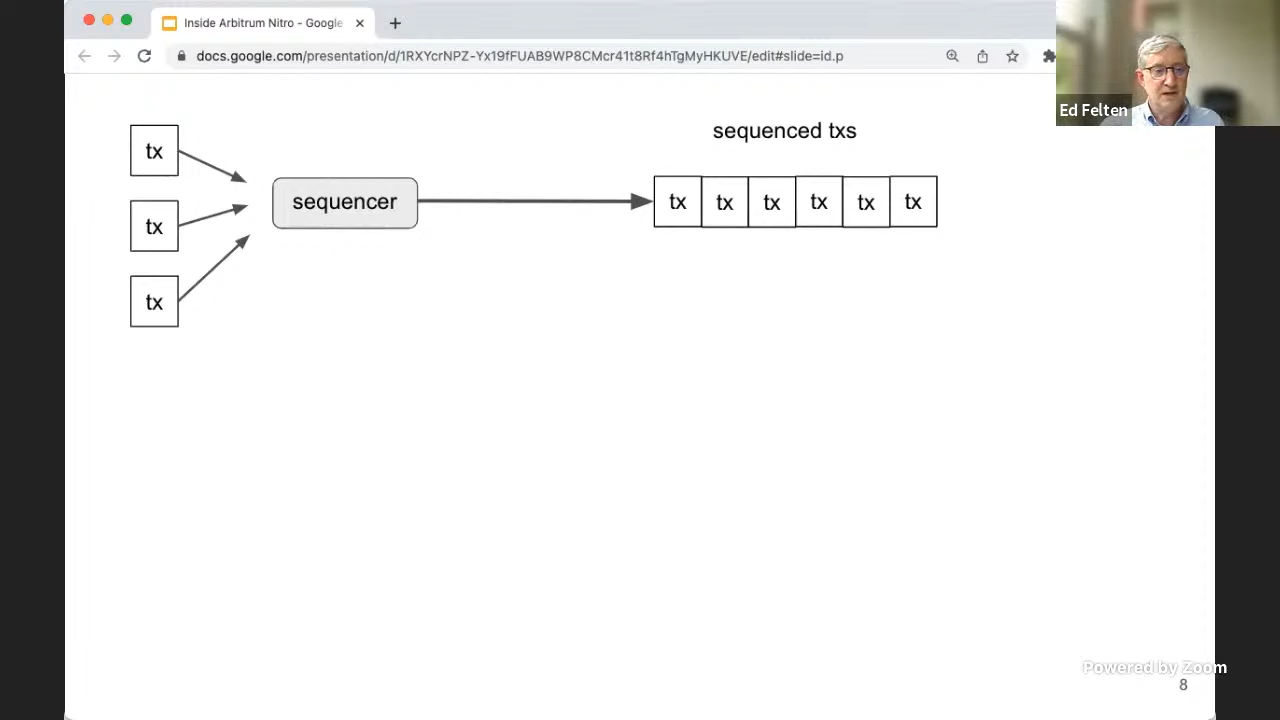 Inside Arbitrum Nitro - Google
docs.google.com/presentation/d/1RXYcrNPZ-Yx19fFUAB9WP8CMcr41t8Rf4hTgMyHKUVE/edit#slide=id.p
Ed Felten
sequenced txs
tx
tx
tx
sequencer
tx tx tx tx tx tx
Powered by Zoom
8